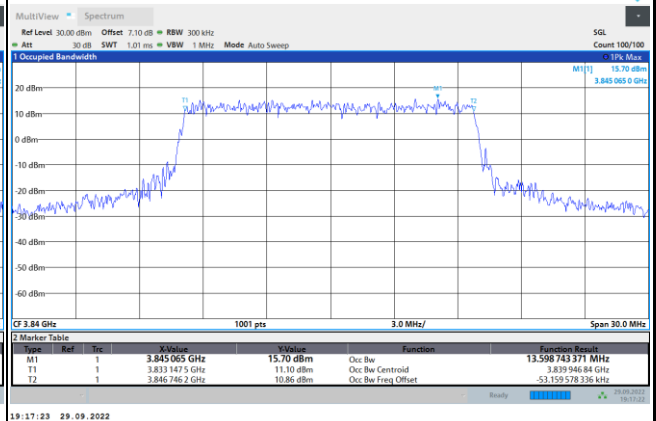 MultiView Spectrum
Ref Level 30.00 dBm Offset 7.10 dB RBW 300 kHz SGL
Att 30 dB SWT 1.01 ms VBW 1 MHz Mode Auto Sweep Count 100/100
1 Occupied Bandwidth 1Pk Max
M1[1] 15.70 dBm
3.845 065 0 GHz
M1
T1 T2
20 dBm
10 dBm
0 dBm
-10 dBm
-20 dBm
-30 dBm
-40 dBm
-50 dBm
-60 dBm
CF 3.84 GHz 1001 pts 3.0 MHz/ Span 30.0 MHz
2 Marker Table
Type Ref Trc X-Value Y-Value Function Function Result
M1 1 3.845 065 GHz 15.70 dBm Occ Bw 13.598 743 371 MHz
T1 1 3.833 147 5 GHz 11.10 dBm Occ Bw Centroid 3.839 946 84 GHz
T2 1 3.846 746 2 GHz 10.86 dBm Occ Bw Freq Offset -53.159 578 336 kHz
Ready 29.09.2022
19:17:22
19:17:23 29.09.2022